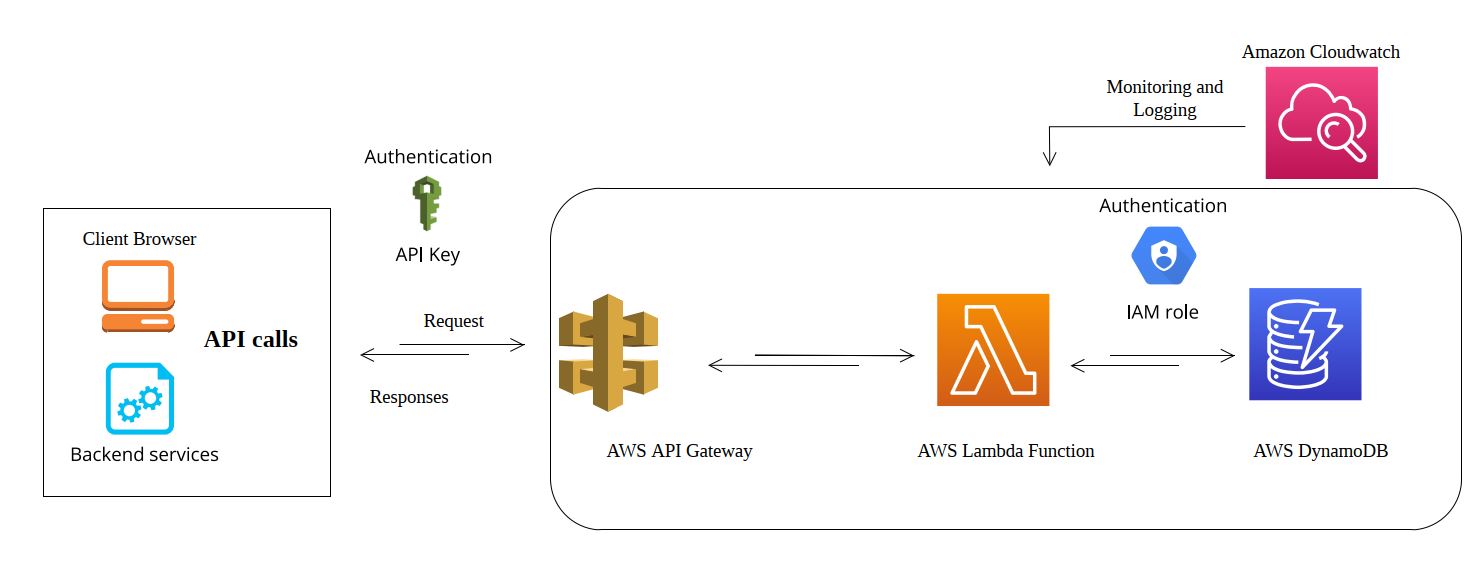 Amazon Cloudwatch
Monitoring and
Logging
Authentication
API Key
Client Browser
API calls
Backend services
Request
Responses
Authentication
IAM role
AWS API Gateway
AWS Lambda Function
AWS DynamoDB